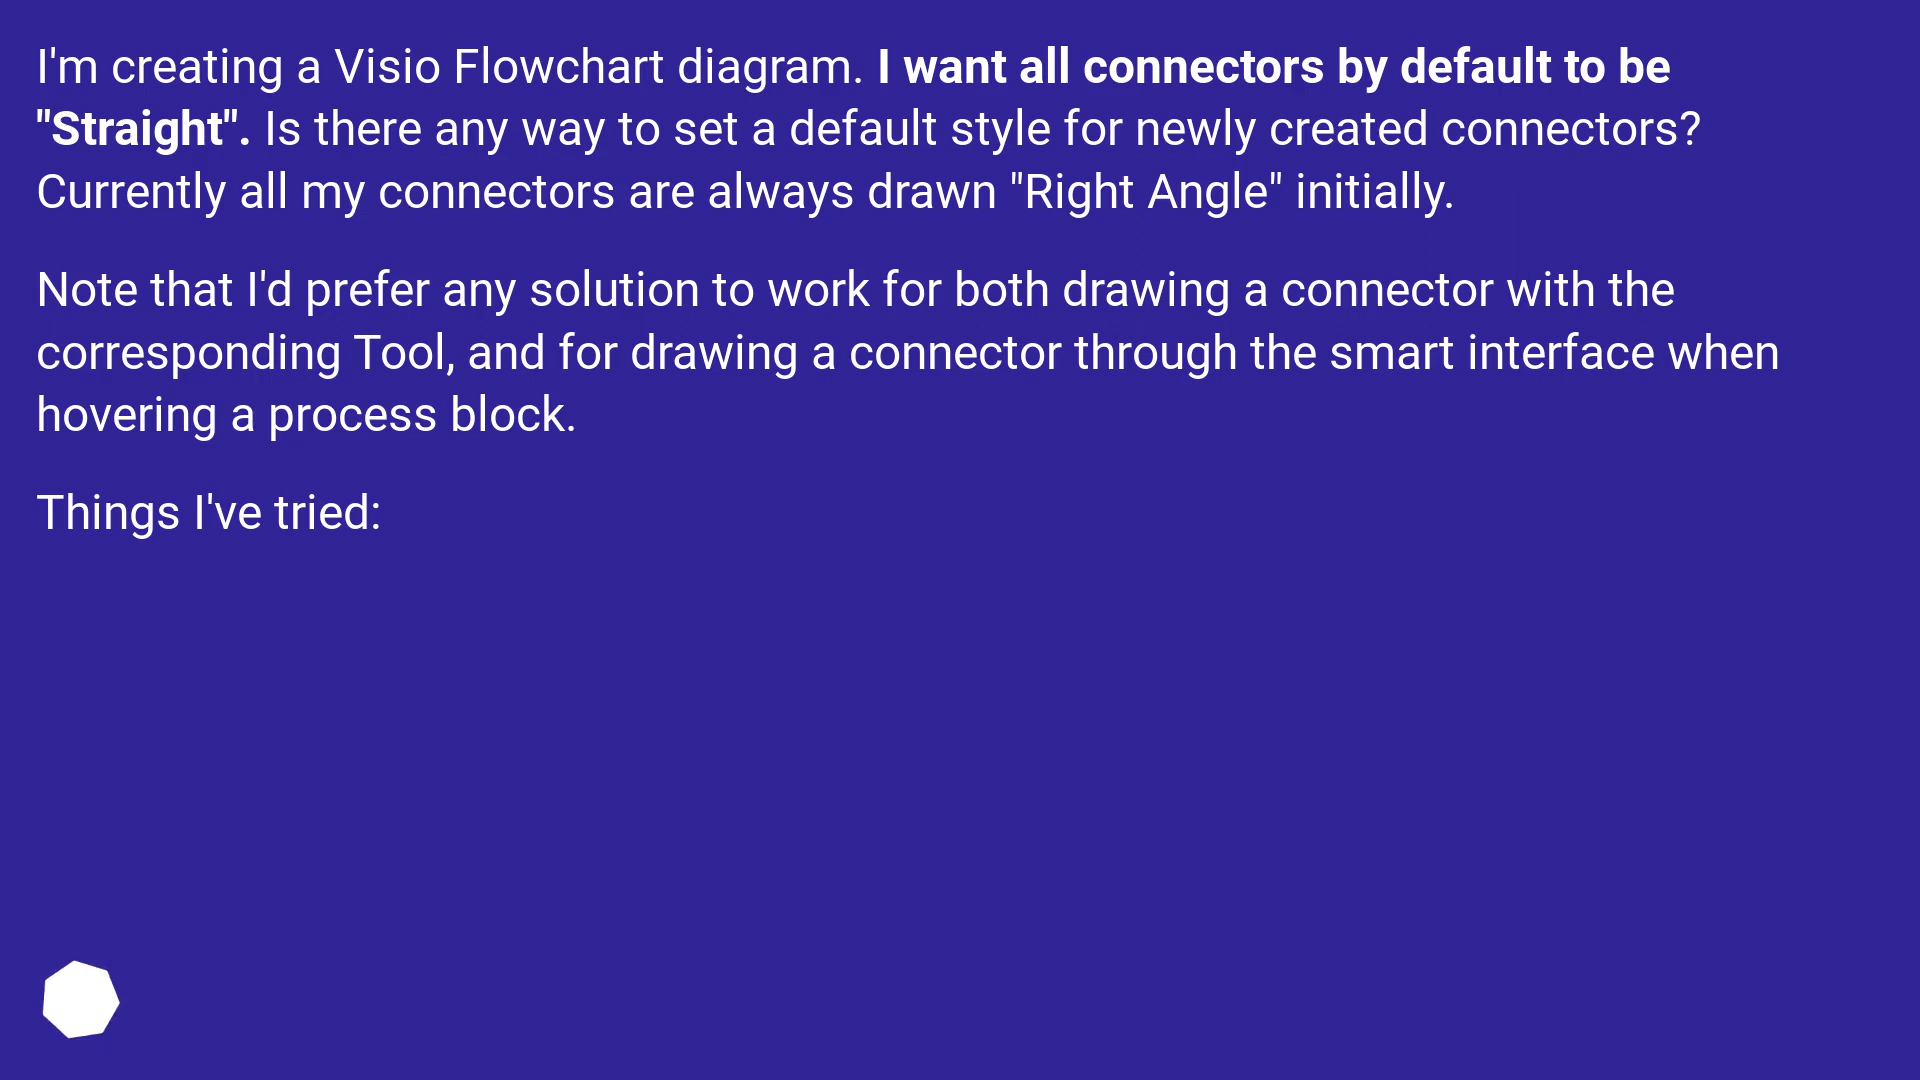 I'm creating a Visio Flowchart diagram. I want all connectors by default to be
"Straight". Is there any way to set a default style for newly created connectors?
Currently all my connectors are always drawn "Right Angle" initially.
Note that I'd prefer any solution to work for both drawing a connector with the
corresponding Tool, and for drawing a connector through the smart interface when
hovering a process block.
Things I've tried: